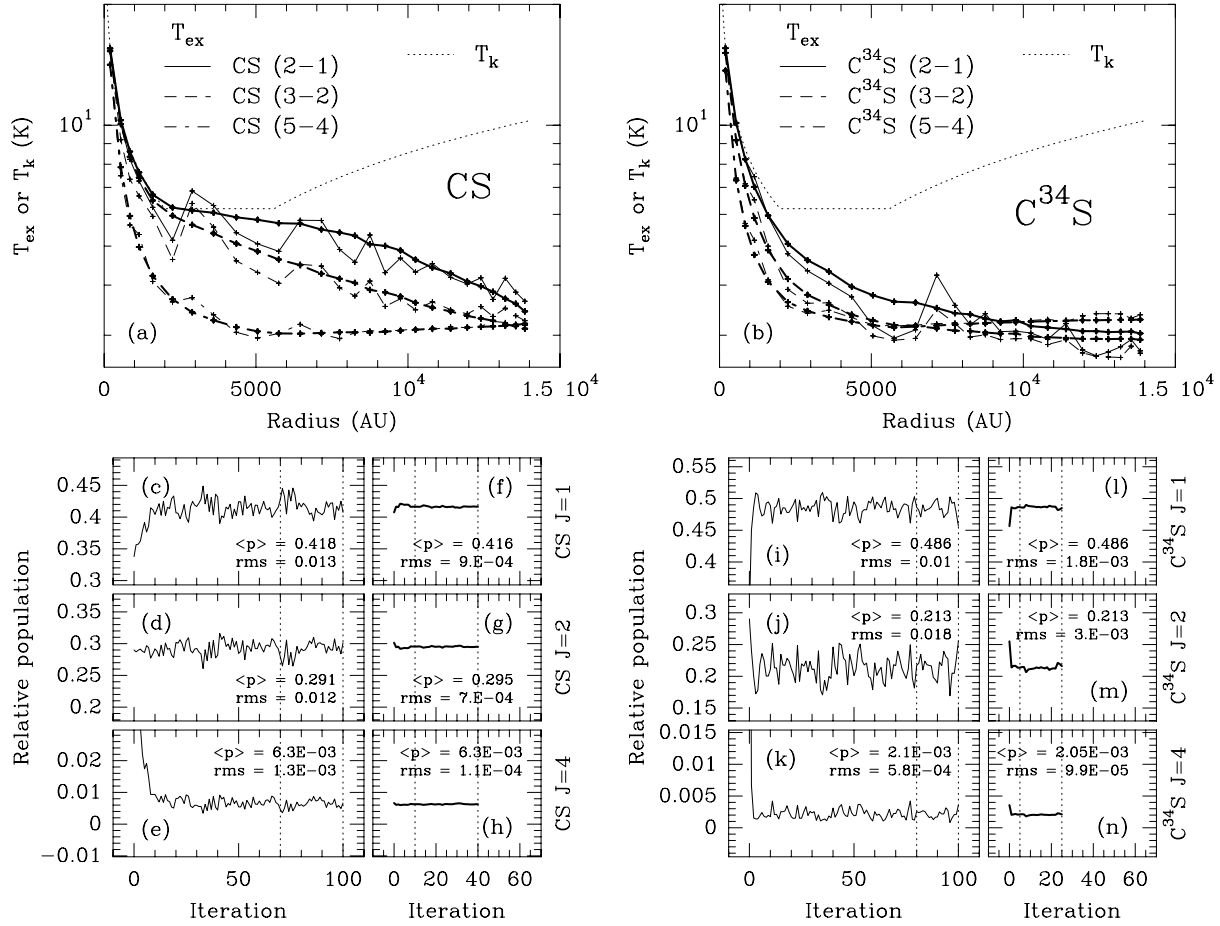 T_ex
CS (2−1)
CS (3−2)
CS (5−4)
T_k
CS
(a)
T_ex or T_k (K)
10^1
0
5000
10^4
1.5 10^4
Radius (AU)
T_ex
C^34S (2−1)
C^34S (3−2)
C^34S (5−4)
T_k
C^34S
(b)
T_ex or T_k (K)
10^1
0
5000
10^4
1.5 10^4
Radius (AU)
Relative population
0.45
0.4
0.35
0.3
(c)
<p> = 0.418
rms = 0.013
(f)
<p> = 0.416
rms = 9.E−04
CS J=1
0.35
0.3
0.25
0.2
(d)
<p> = 0.291
rms = 0.012
(g)
<p> = 0.295
rms = 7.E−04
CS J=2
0.02
0.01
0
−0.01
<p> = 6.3E−03
rms = 1.3E−03
(e)
<p> = 6.3E−03
rms = 1.1E−04
(h)
CS J=4
0
50
100
Iteration
0
20
40
60
Iteration
Relative population
0.55
0.5
0.45
0.4
(i)
<p> = 0.486
rms = 0.01
(l)
<p> = 0.486
rms = 1.8E−03
C^34S J=1
0.3
0.25
0.2
0.15
(j)
<p> = 0.213
rms = 0.018
<p> = 0.213
rms = 3.E−03
(m)
C^34S J=2
0.015
0.01
0.005
0
(k)
<p> = 2.1E−03
rms = 5.8E−04
<p> = 2.05E−03
rms = 9.9E−05
(n)
C^34S J=4
0
50
100
Iteration
0
20
40
60
Iteration